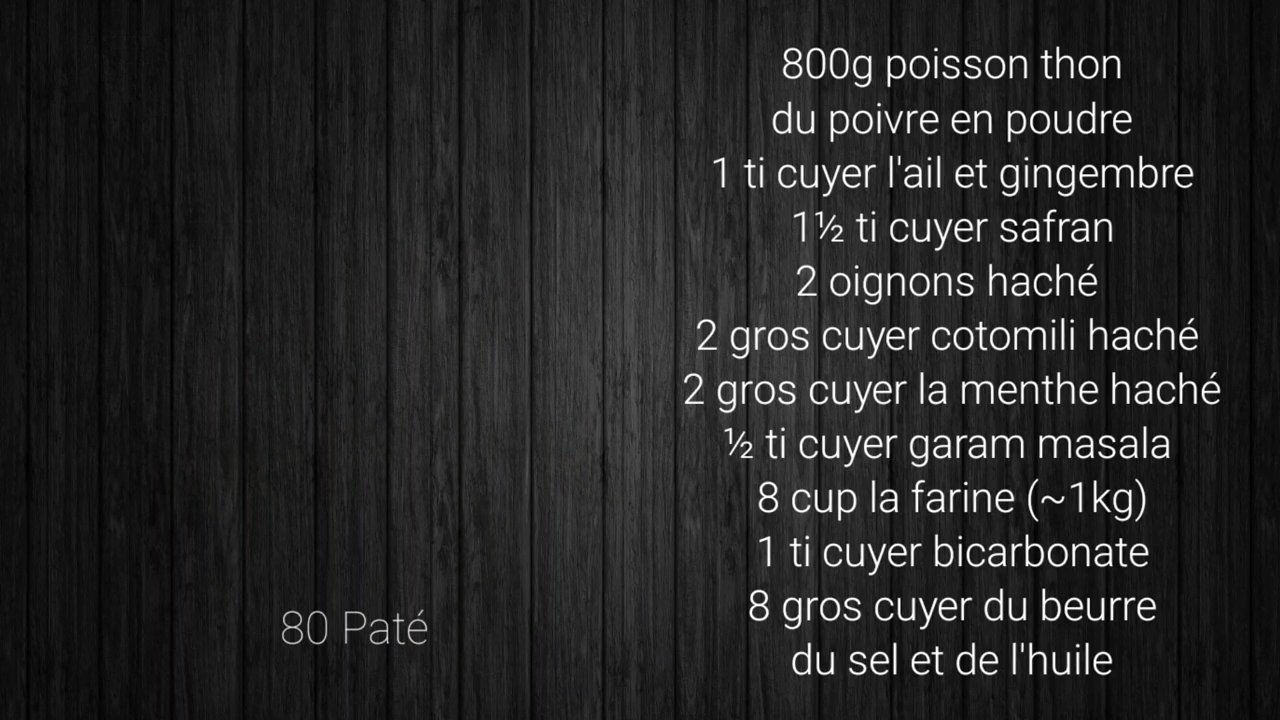 800g poisson thon
du poivre en poudre
1 ti cuyer l'ail et gingembre
1½ ti cuyer safran
2 oignons haché
2 gros cuyer cotomili haché
2 gros cuyer la menthe haché
½ ti cuyer garam masala
8 cup la farine (~1kg)
1 ti cuyer bicarbonate
8 gros cuyer du beurre
du sel et de l'huile
80 Paté